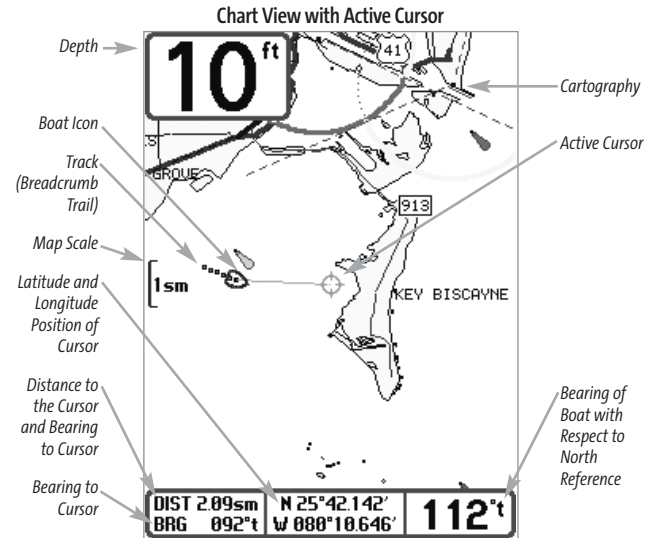 Chart View with Active Cursor
Depth
10 ft
41
Cartography
Boat Icon
Active Cursor
Track
(Breadcrumb
Trail)
GROVE
913
Map Scale
1sm
Latitude and
Longitude
Position of
Cursor
KEY BISCAYNE
Distance to
the Cursor
and Bearing
to Cursor
Bearing of
Boat with
Respect to
North
Reference
Bearing to
Cursor
DIST 2.09sm
BRG 092°t
N 25°42.142'
W 080°10.646'
112°t